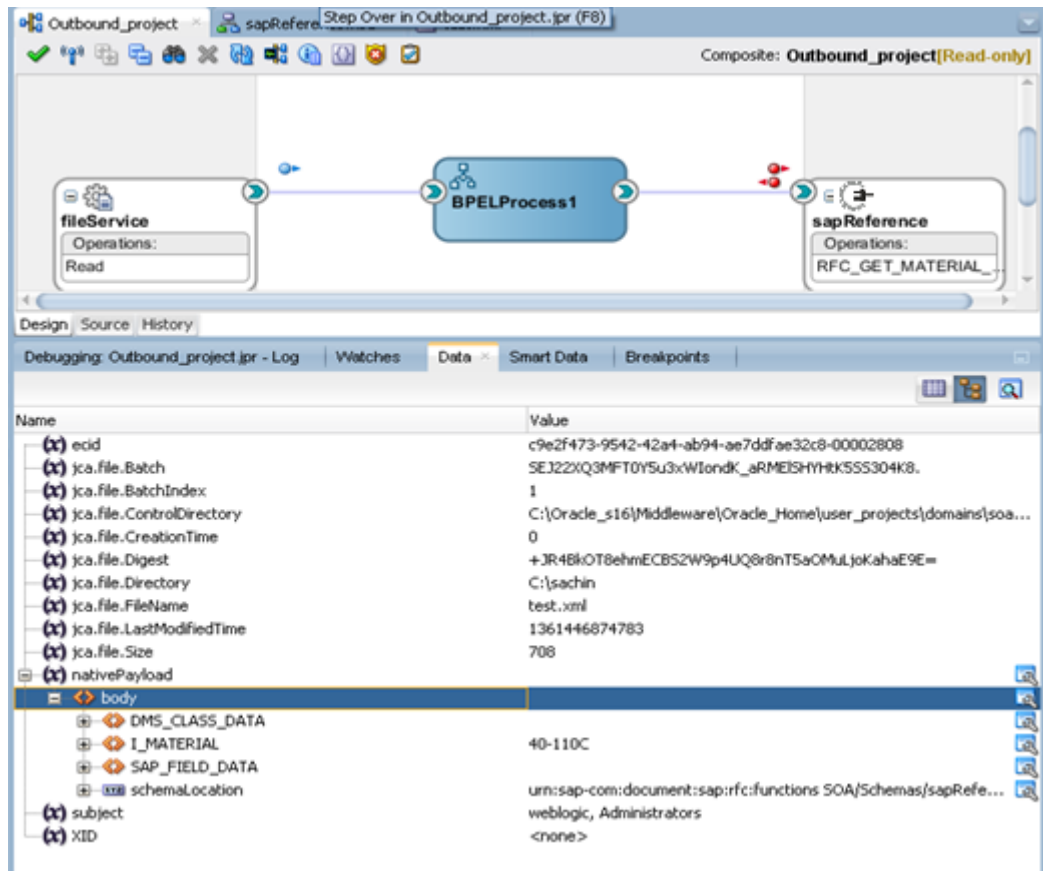 Outbound_project × sapRefere
Step Over in Outbound_project.jpr (F8)
Composite: Outbound_project[Read-only]
fileService
Operations:
Read
BPELProcess1
sapReference
Operations:
RFC_GET_MATERIAL_...
Design Source History
Debugging: Outbound_project.jpr - Log Watches Data × Smart Data Breakpoints
Name Value
(x) ecid c9e2f473-9542-42a4-ab94-ae7ddfae32c8-00002808
(x) jca.file.Batch
(x) jca.file.BatchIndex 1
(x) jca.file.ControlDirectory C:\Oracle_s16\Middleware\Oracle_Home\user_projects\domains\soa...
(x) jca.file.CreationTime 0
(x) jca.file.Digest
(x) jca.file.Directory C:\sachin
(x) jca.file.FileName test.xml
(x) jca.file.LastModifiedTime 1361446874783
(x) jca.file.Size 708
(x) nativePayload
<> body
DMS_CLASS_DATA
I_MATERIAL 40-110C
SAP_FIELD_DATA
schemaLocation urn:sap-com:document:sap:rfc:functions SOA/Schemas/sapRefe...
(x) subject weblogic, Administrators
(x) XID <none>